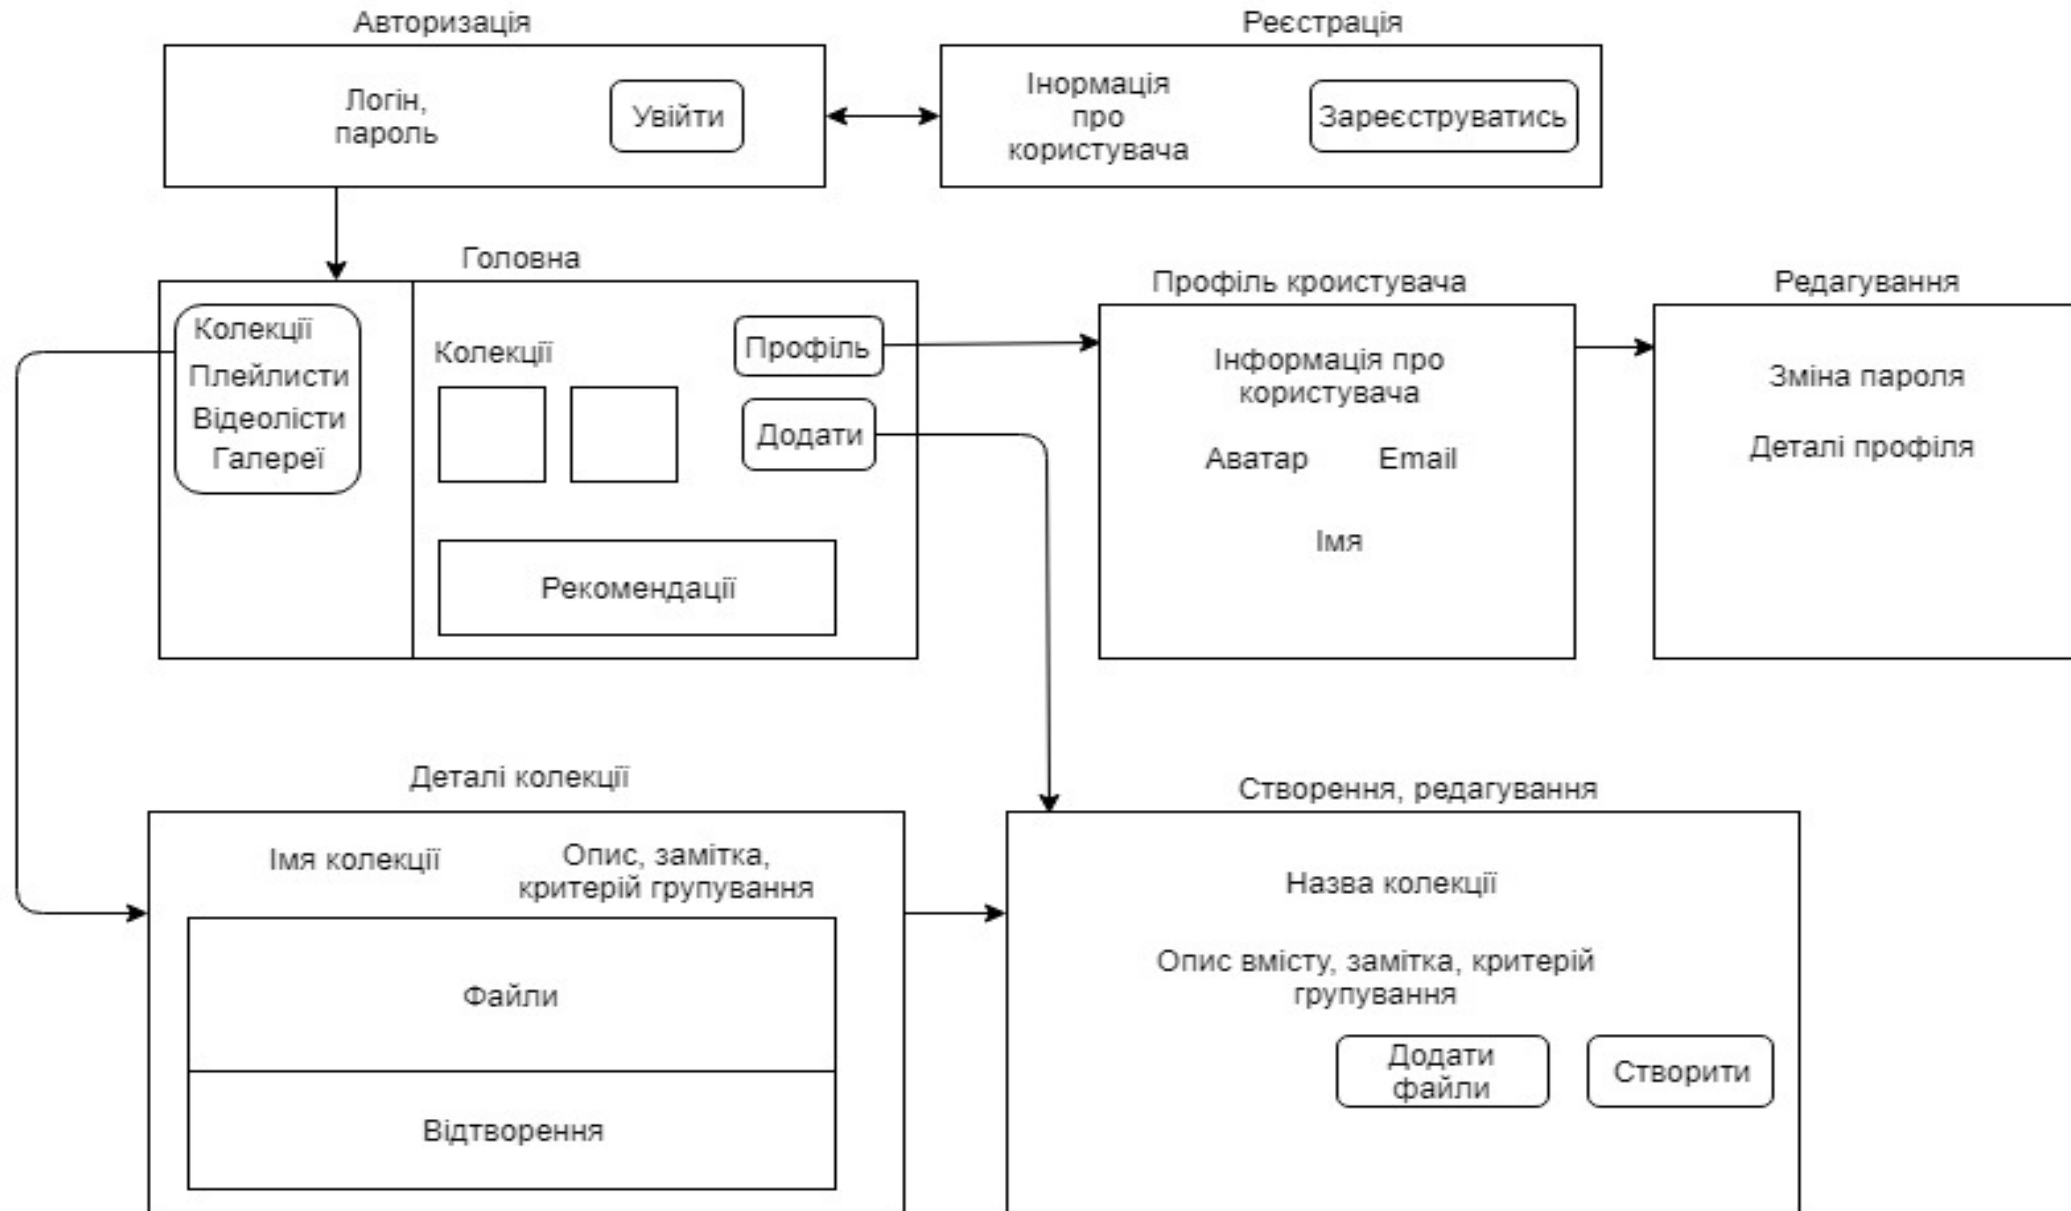 Авторизація
Реєстрація
Логін,
пароль
Увійти
Інормація
про
користувача
Зареєструватись
Головна
Колекції
Плейлисти
Відеолісти
Галереї
Колекції
Профіль
Додати
Рекомендації
Профіль кроистувача
Інформація про
користувача
Аватар
Email
Імя
Редагування
Зміна пароля
Деталі профіля
Деталі колекції
Імя колекції
Опис, замітка,
критерій групування
Файли
Відтворення
Створення, редагування
Назва колекції
Опис вмісту, замітка, критерій
групування
Додати
файли
Створити